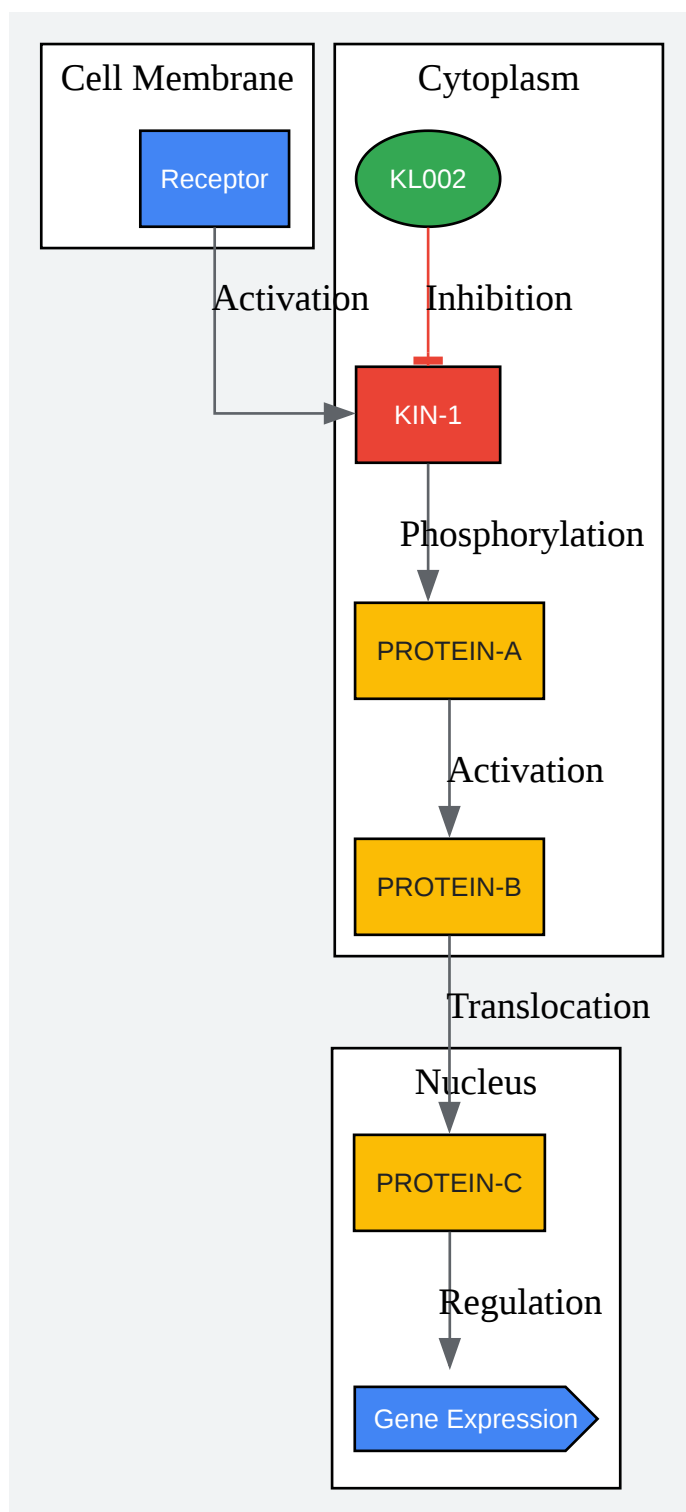 Cell Membrane
Cytoplasm
Receptor
KL002
Activation
Inhibition
KIN-1
Phosphorylation
PROTEIN-A
Activation
PROTEIN-B
Translocation
Nucleus
PROTEIN-C
Regulation
Gene Expression